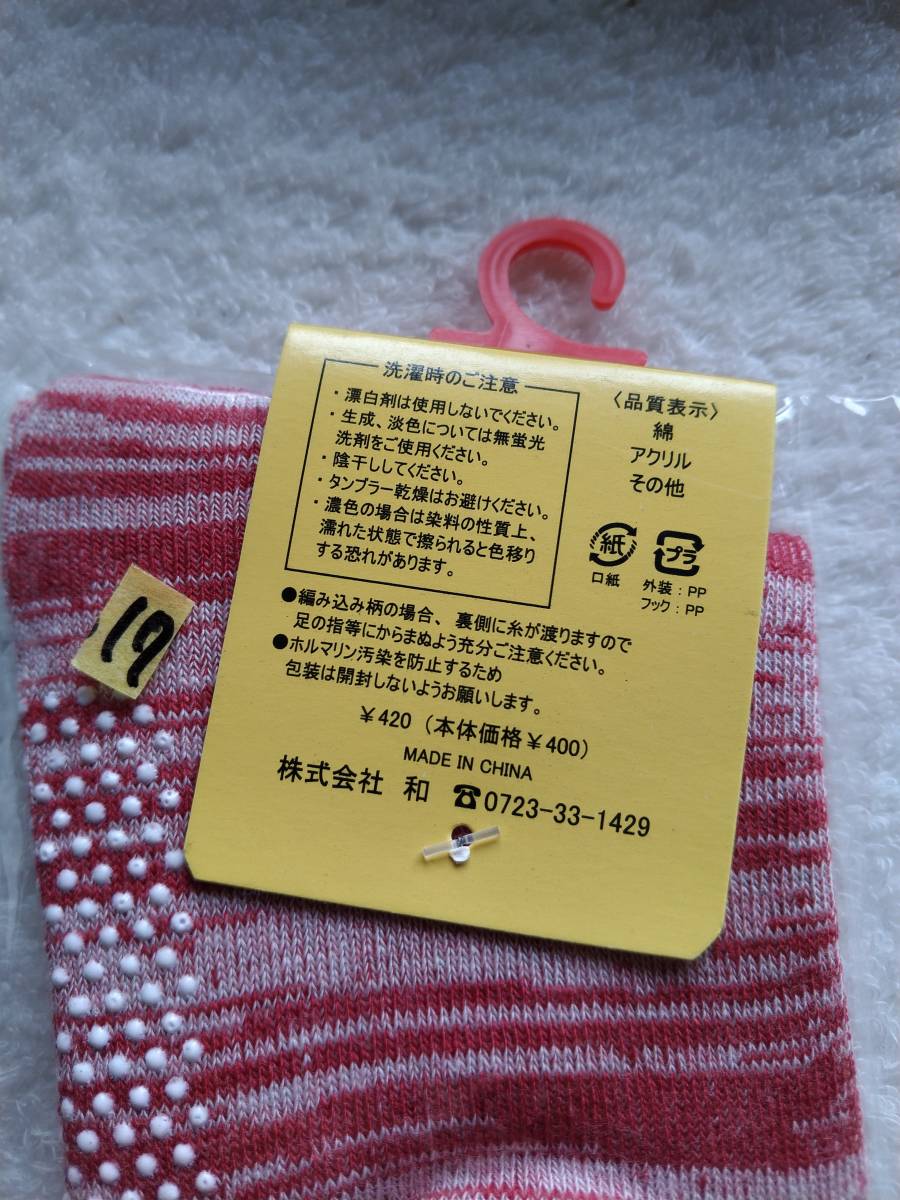 洗濯時のご注意
・漂白剤は使用しないでください。
・生成、淡色については無蛍光
洗剤をご使用ください。
・陰干ししてください。
・タンブラー乾燥はお避けください。
・濃色の場合は染料の性質上、
濡れた状態で擦られると色移り
する恐れがあります。
〈品質表示〉
綿
アクリル
その他
紙
口紙
プラ
外装：PP
フック：PP
●編み込み柄の場合、裏側に糸が渡りますので
足の指等にからまぬよう充分ご注意ください。
●ホルマリン汚染を防止するため
包装は開封しないようお願いします。
￥420（本体価格￥400）
MADE IN CHINA
株式会社 和 ☎0723-33-1429
19